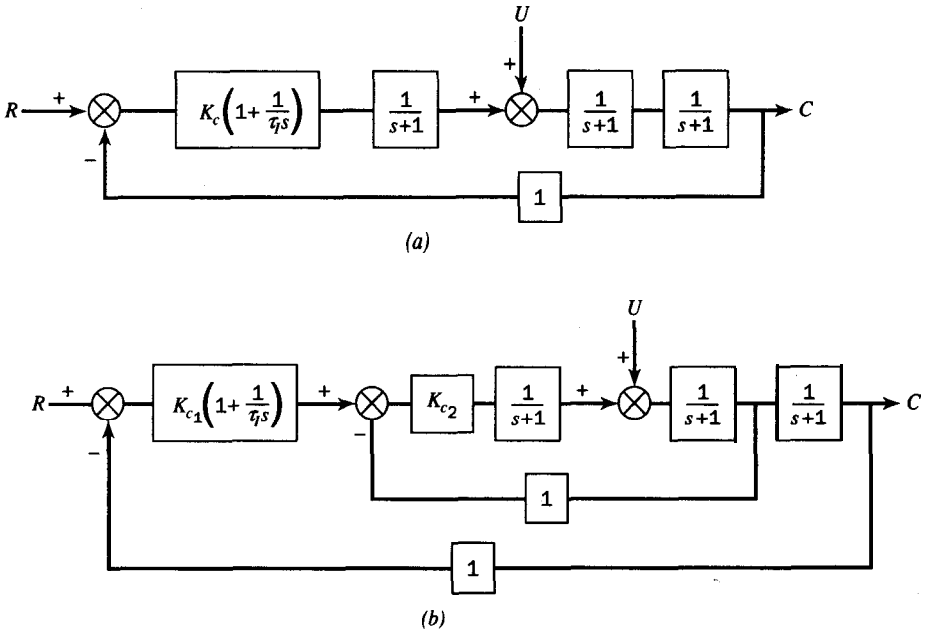 U
+
R + K_c(1+ 1/τ_I s) 1/s+1 + 1/s+1 1/s+1 C
−
1
(a)
U
+
R + K_c1(1+ 1/τ_I s) + K_c2 1/s+1 + 1/s+1 1/s+1 C
−
−
1
1
(b)